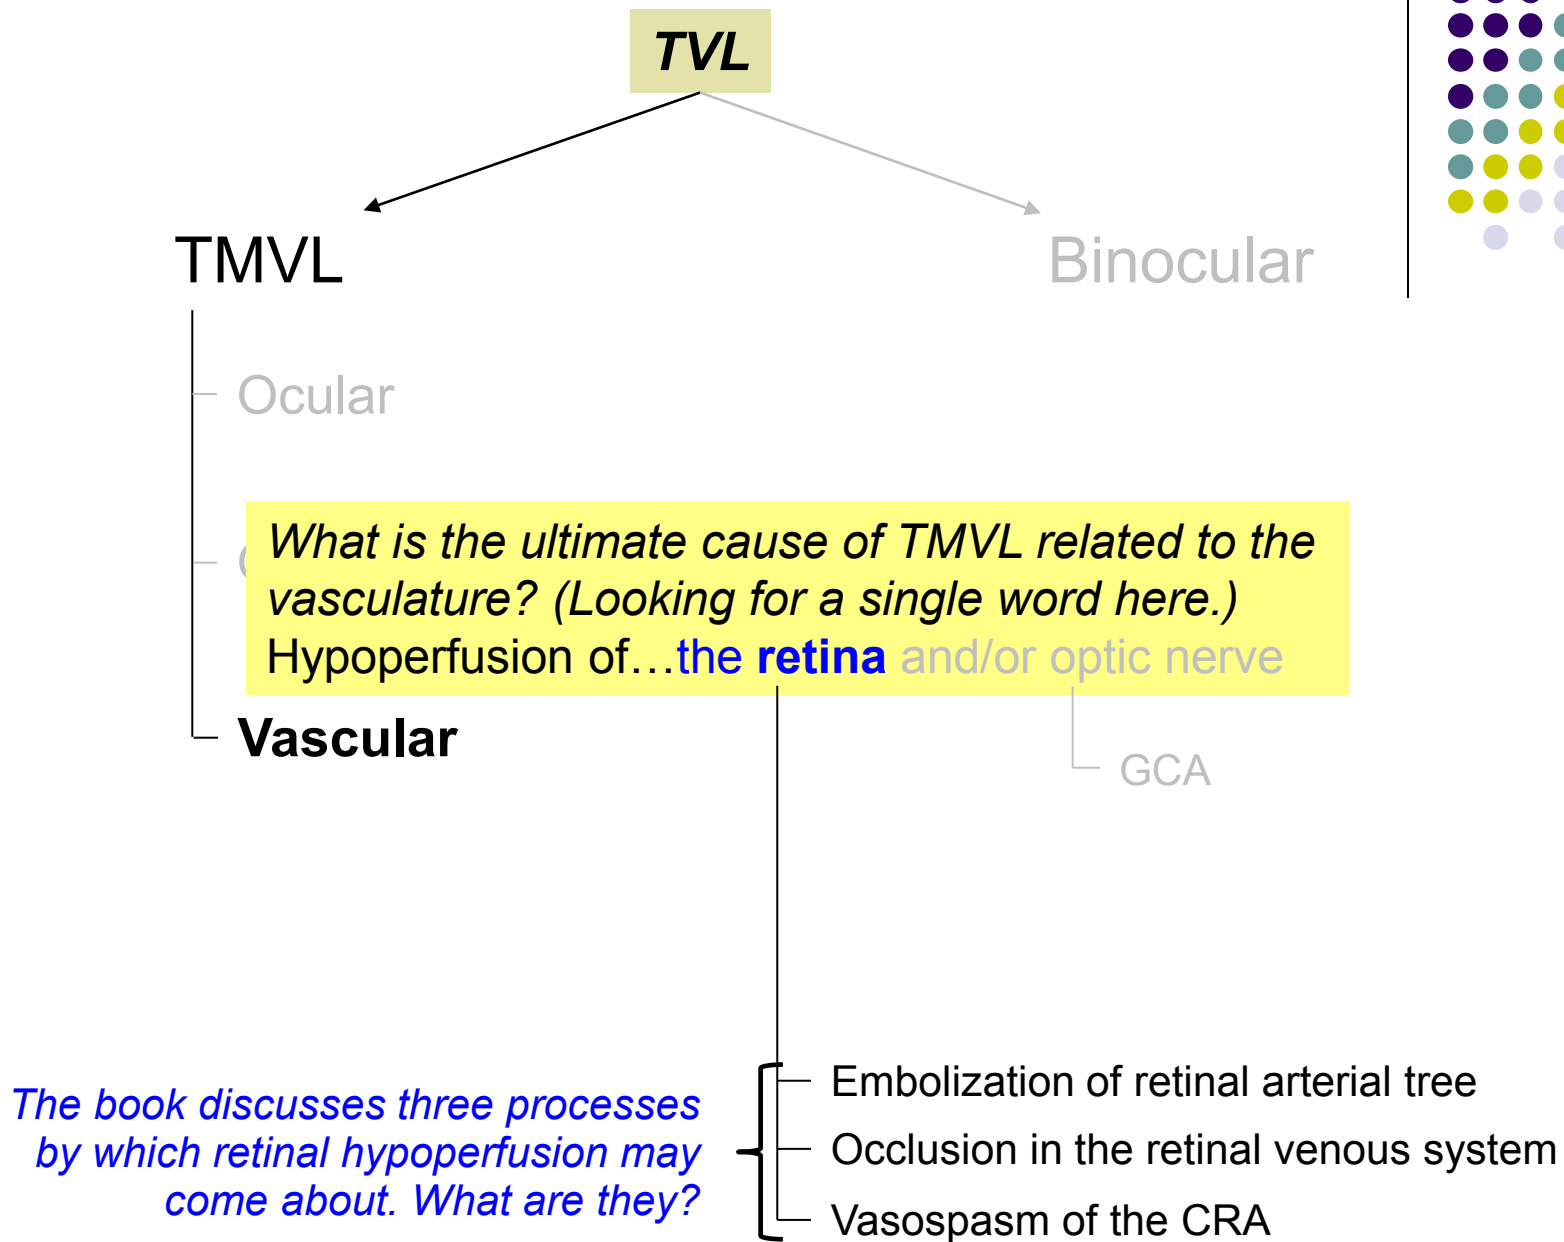 TVL
TMVL
Binocular
Ocular
What is the ultimate cause of TMVL related to the
vasculature? (Looking for a single word here.)
Hypoperfusion of…the retina and/or optic nerve
Vascular
GCA
The book discusses three processes
by which retinal hypoperfusion may
come about. What are they?
Embolization of retinal arterial tree
Occlusion in the retinal venous system
Vasospasm of the CRA